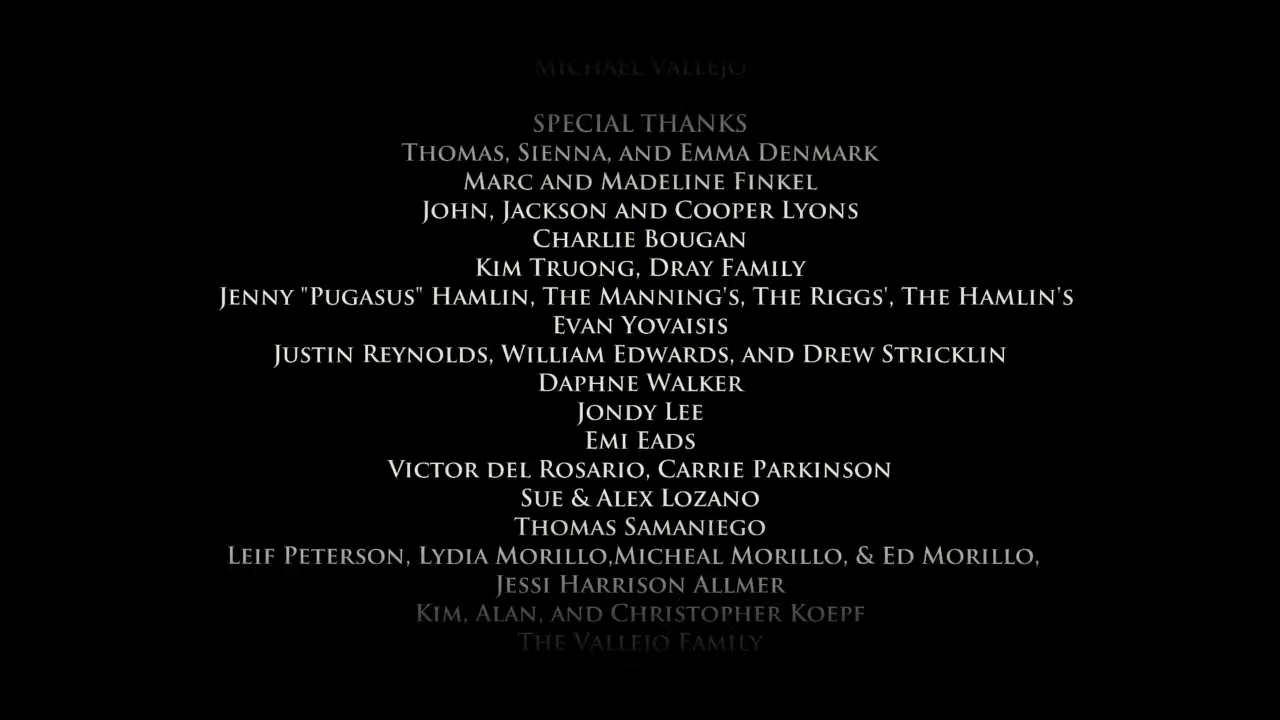 MICHAEL VALLEJO
SPECIAL THANKS
THOMAS, SIENNA, AND EMMA DENMARK
MARC AND MADELINE FINKEL
JOHN, JACKSON AND COOPER LYONS
CHARLIE BOUGAN
KIM TRUONG, DRAY FAMILY
JENNY "PUGASUS" HAMLIN, THE MANNING'S, THE RIGGS', THE HAMLIN'S
EVAN YOVAISIS
JUSTIN REYNOLDS, WILLIAM EDWARDS, AND DREW STRICKLIN
DAPHNE WALKER
JONDY LEE
EMI EADS
VICTOR DEL ROSARIO, CARRIE PARKINSON
SUE & ALEX LOZANO
THOMAS SAMANIEGO
LEIF PETERSON, LYDIA MORILLO,MICHEAL MORILLO, & ED MORILLO,
JESSI HARRISON ALLMER
KIM, ALAN, AND CHRISTOPHER KOEPF
THE VALLEJO FAMILY